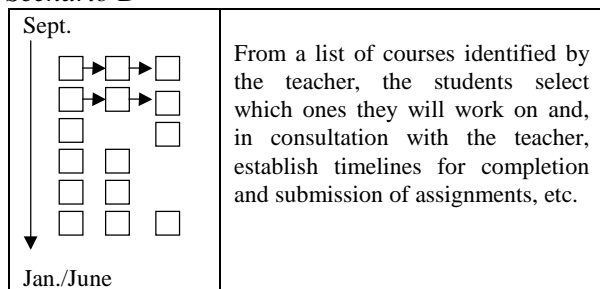 Sept.
From a list of courses identified by
the teacher, the students select
which ones they will work on and,
in consultation with the teacher,
establish timelines for completion
and submission of assignments, etc.
Jan./June